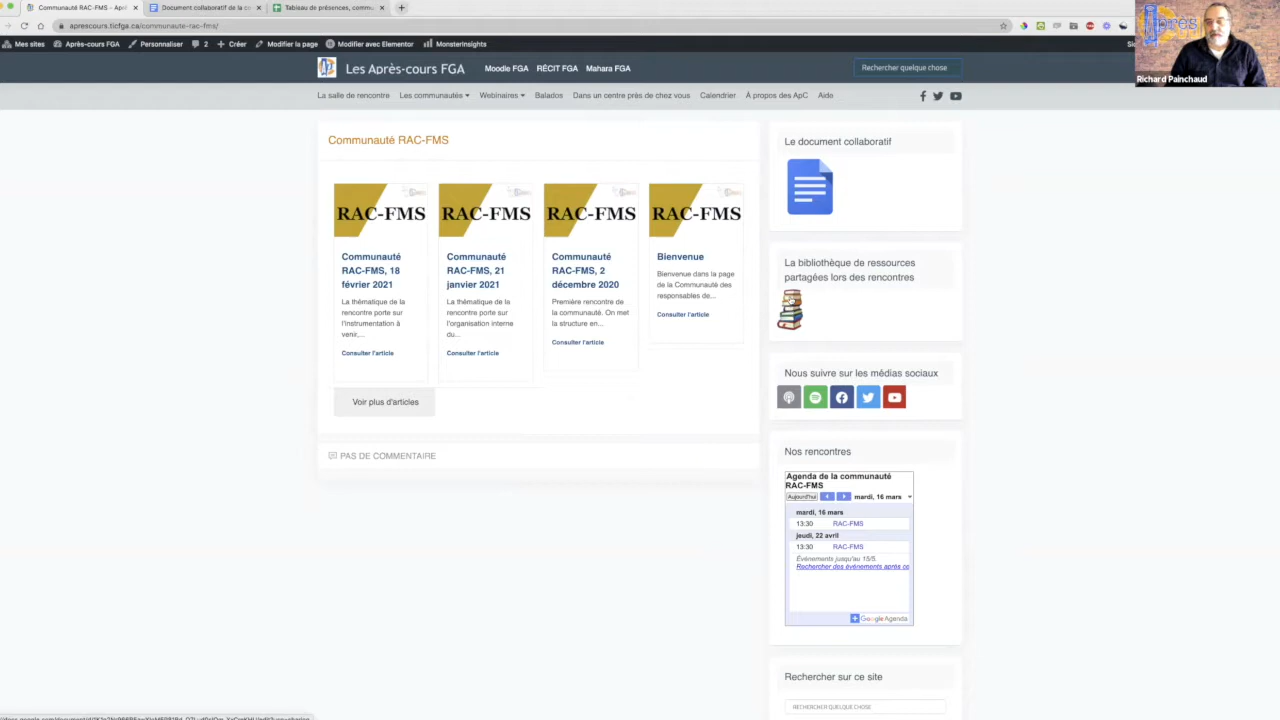 Communauté RAC-FMS – Apr
Document collaboratif de la co
Tableau de présences, commu
aprescours.ticfga.ca/communaute-rac-fms/
Mes sites
Après-cours FGA
Personnaliser
2
Créer
Modifier la page
Modifier avec Elementor
MonsterInsights
Richard Painchaud
Les Après-cours FGA
Moodle FGA
RÉCIT FGA
Mahara FGA
Rechercher quelque chose
La salle de rencontre
Les communautés
Webinaires
Balados
Dans un centre près de chez vous
Calendrier
À propos des ApC
Aide
Communauté RAC-FMS
RAC-FMS
RAC-FMS
RAC-FMS
RAC-FMS
Communauté
RAC-FMS, 18
février 2021
La thématique de la
rencontre porte sur
l'instrumentation à
venir,...
Consulter l'article
Communauté
RAC-FMS, 21
janvier 2021
La thématique de la
rencontre porte sur
l'organisation interne
du...
Consulter l'article
Communauté
RAC-FMS, 2
décembre 2020
Première rencontre de
la communauté. On met
la structure en...
Consulter l'article
Bienvenue
Bienvenue dans la page
de la Communauté des
responsables de...
Consulter l'article
Voir plus d'articles
PAS DE COMMENTAIRE
Le document collaboratif
La bibliothèque de ressources
partagées lors des rencontres
Nous suivre sur les médias sociaux
Nos rencontres
Agenda de la communauté
RAC-FMS
Aujourd'hui
mardi, 16 mars
mardi, 16 mars
13:30 RAC-FMS
jeudi, 22 avril
13:30 RAC-FMS
Événements jusqu'au 15/5.
Rechercher des événements après ce
Google Agenda
Rechercher sur ce site
RECHERCHER QUELQUE CHOSE